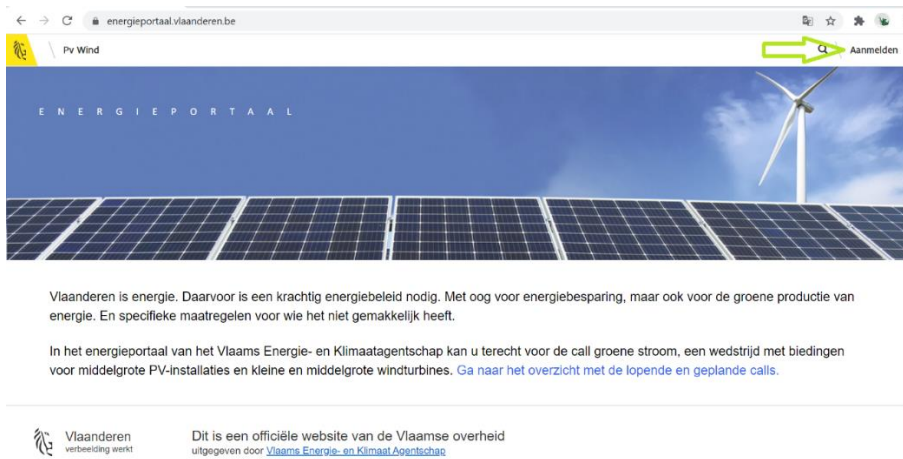 energieportaal.vlaanderen.be
Pv Wind
Aanmelden
ENERGIEPORTAAL
Vlaanderen is energie. Daarvoor is een krachtig energiebeleid nodig. Met oog voor energiebesparing, maar ook voor de groene productie van
energie. En specifieke maatregelen voor wie het niet gemakkelijk heeft.
In het energieportaal van het Vlaams Energie- en Klimaatagentschap kan u terecht voor de call groene stroom, een wedstrijd met biedingen
voor middelgrote PV-installaties en kleine en middelgrote windturbines. Ga naar het overzicht met de lopende en geplande calls.
Vlaanderen
verbeelding werkt
Dit is een officiële website van de Vlaamse overheid
uitgegeven door Vlaams Energie- en Klimaat Agentschap